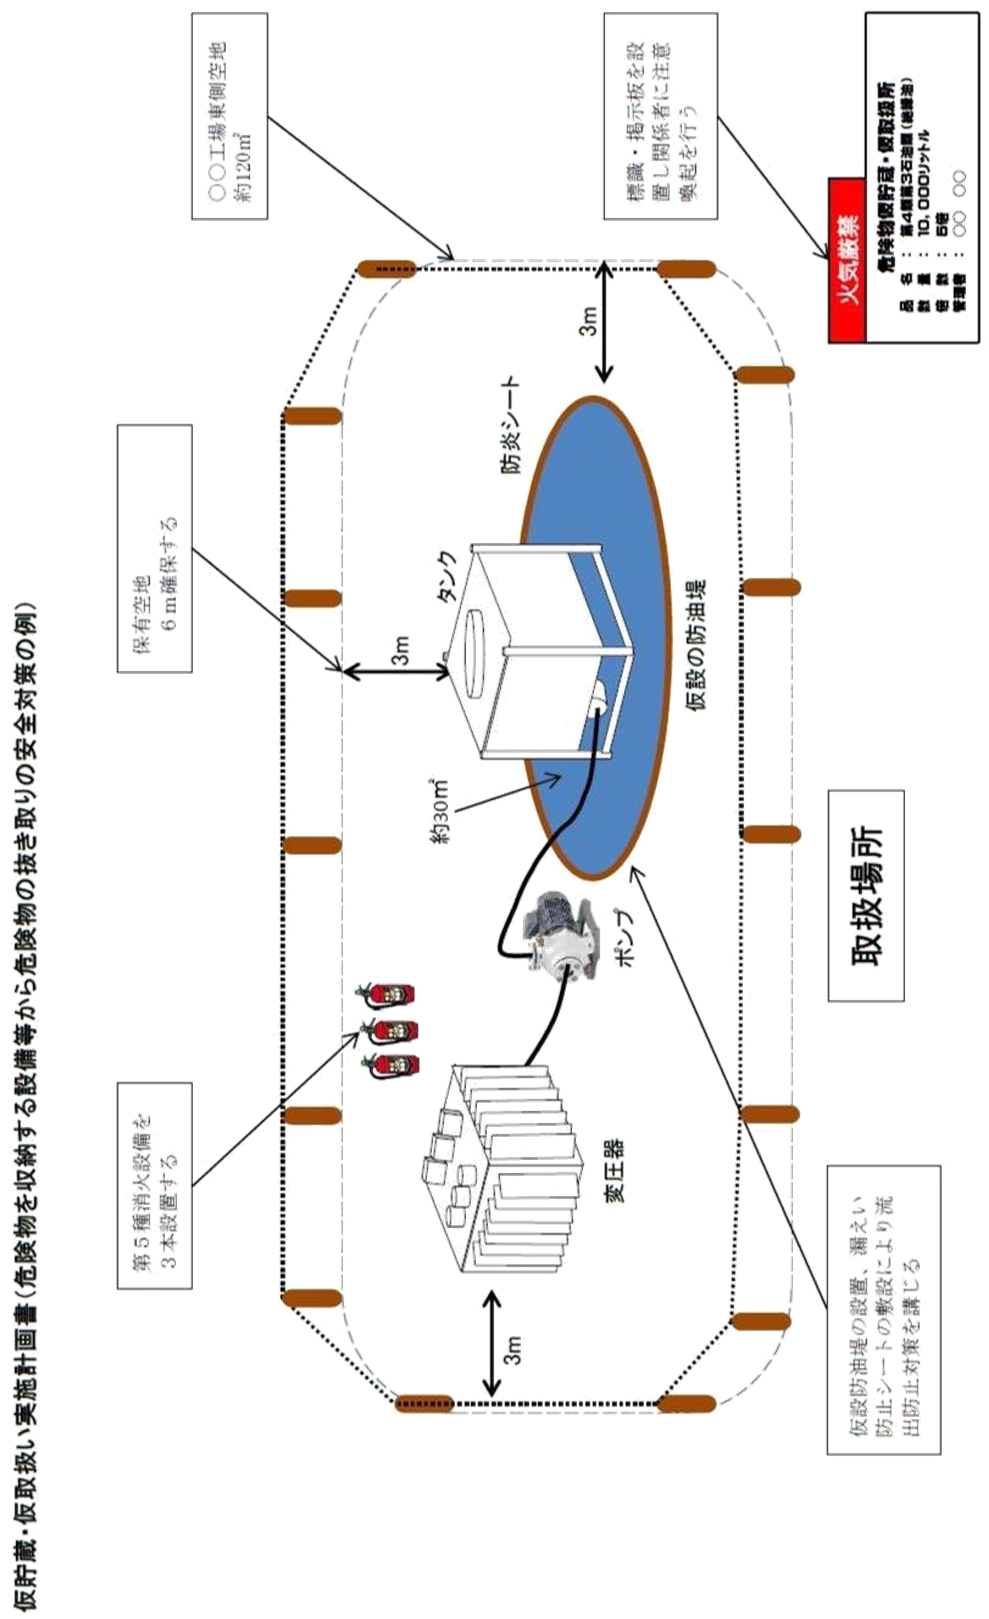 仮貯蔵・仮取扱い実施計画書（危険物を収納する設備等から危険物の抜き取りの安全対策の例）
第５種消火設備を
３本設置する
保有空地
６ｍ確保する
○○工場東側空地
約120㎡
3m
3m
3m
タンク
防炎シート
約30㎡
ポンプ
変圧器
仮設の防油堤
標識・掲示板を設
置し関係者に注意
喚起を行う
火気厳禁
危険物仮貯蔵・仮取扱所
品　名：第4類第3石油類（絶縁油）
数　量：10,000リットル
倍　数：5倍
管理者：○○　○○
取扱場所
仮設防油堤の設置、漏えい
防止シートの敷設により流
出防止対策を講じる